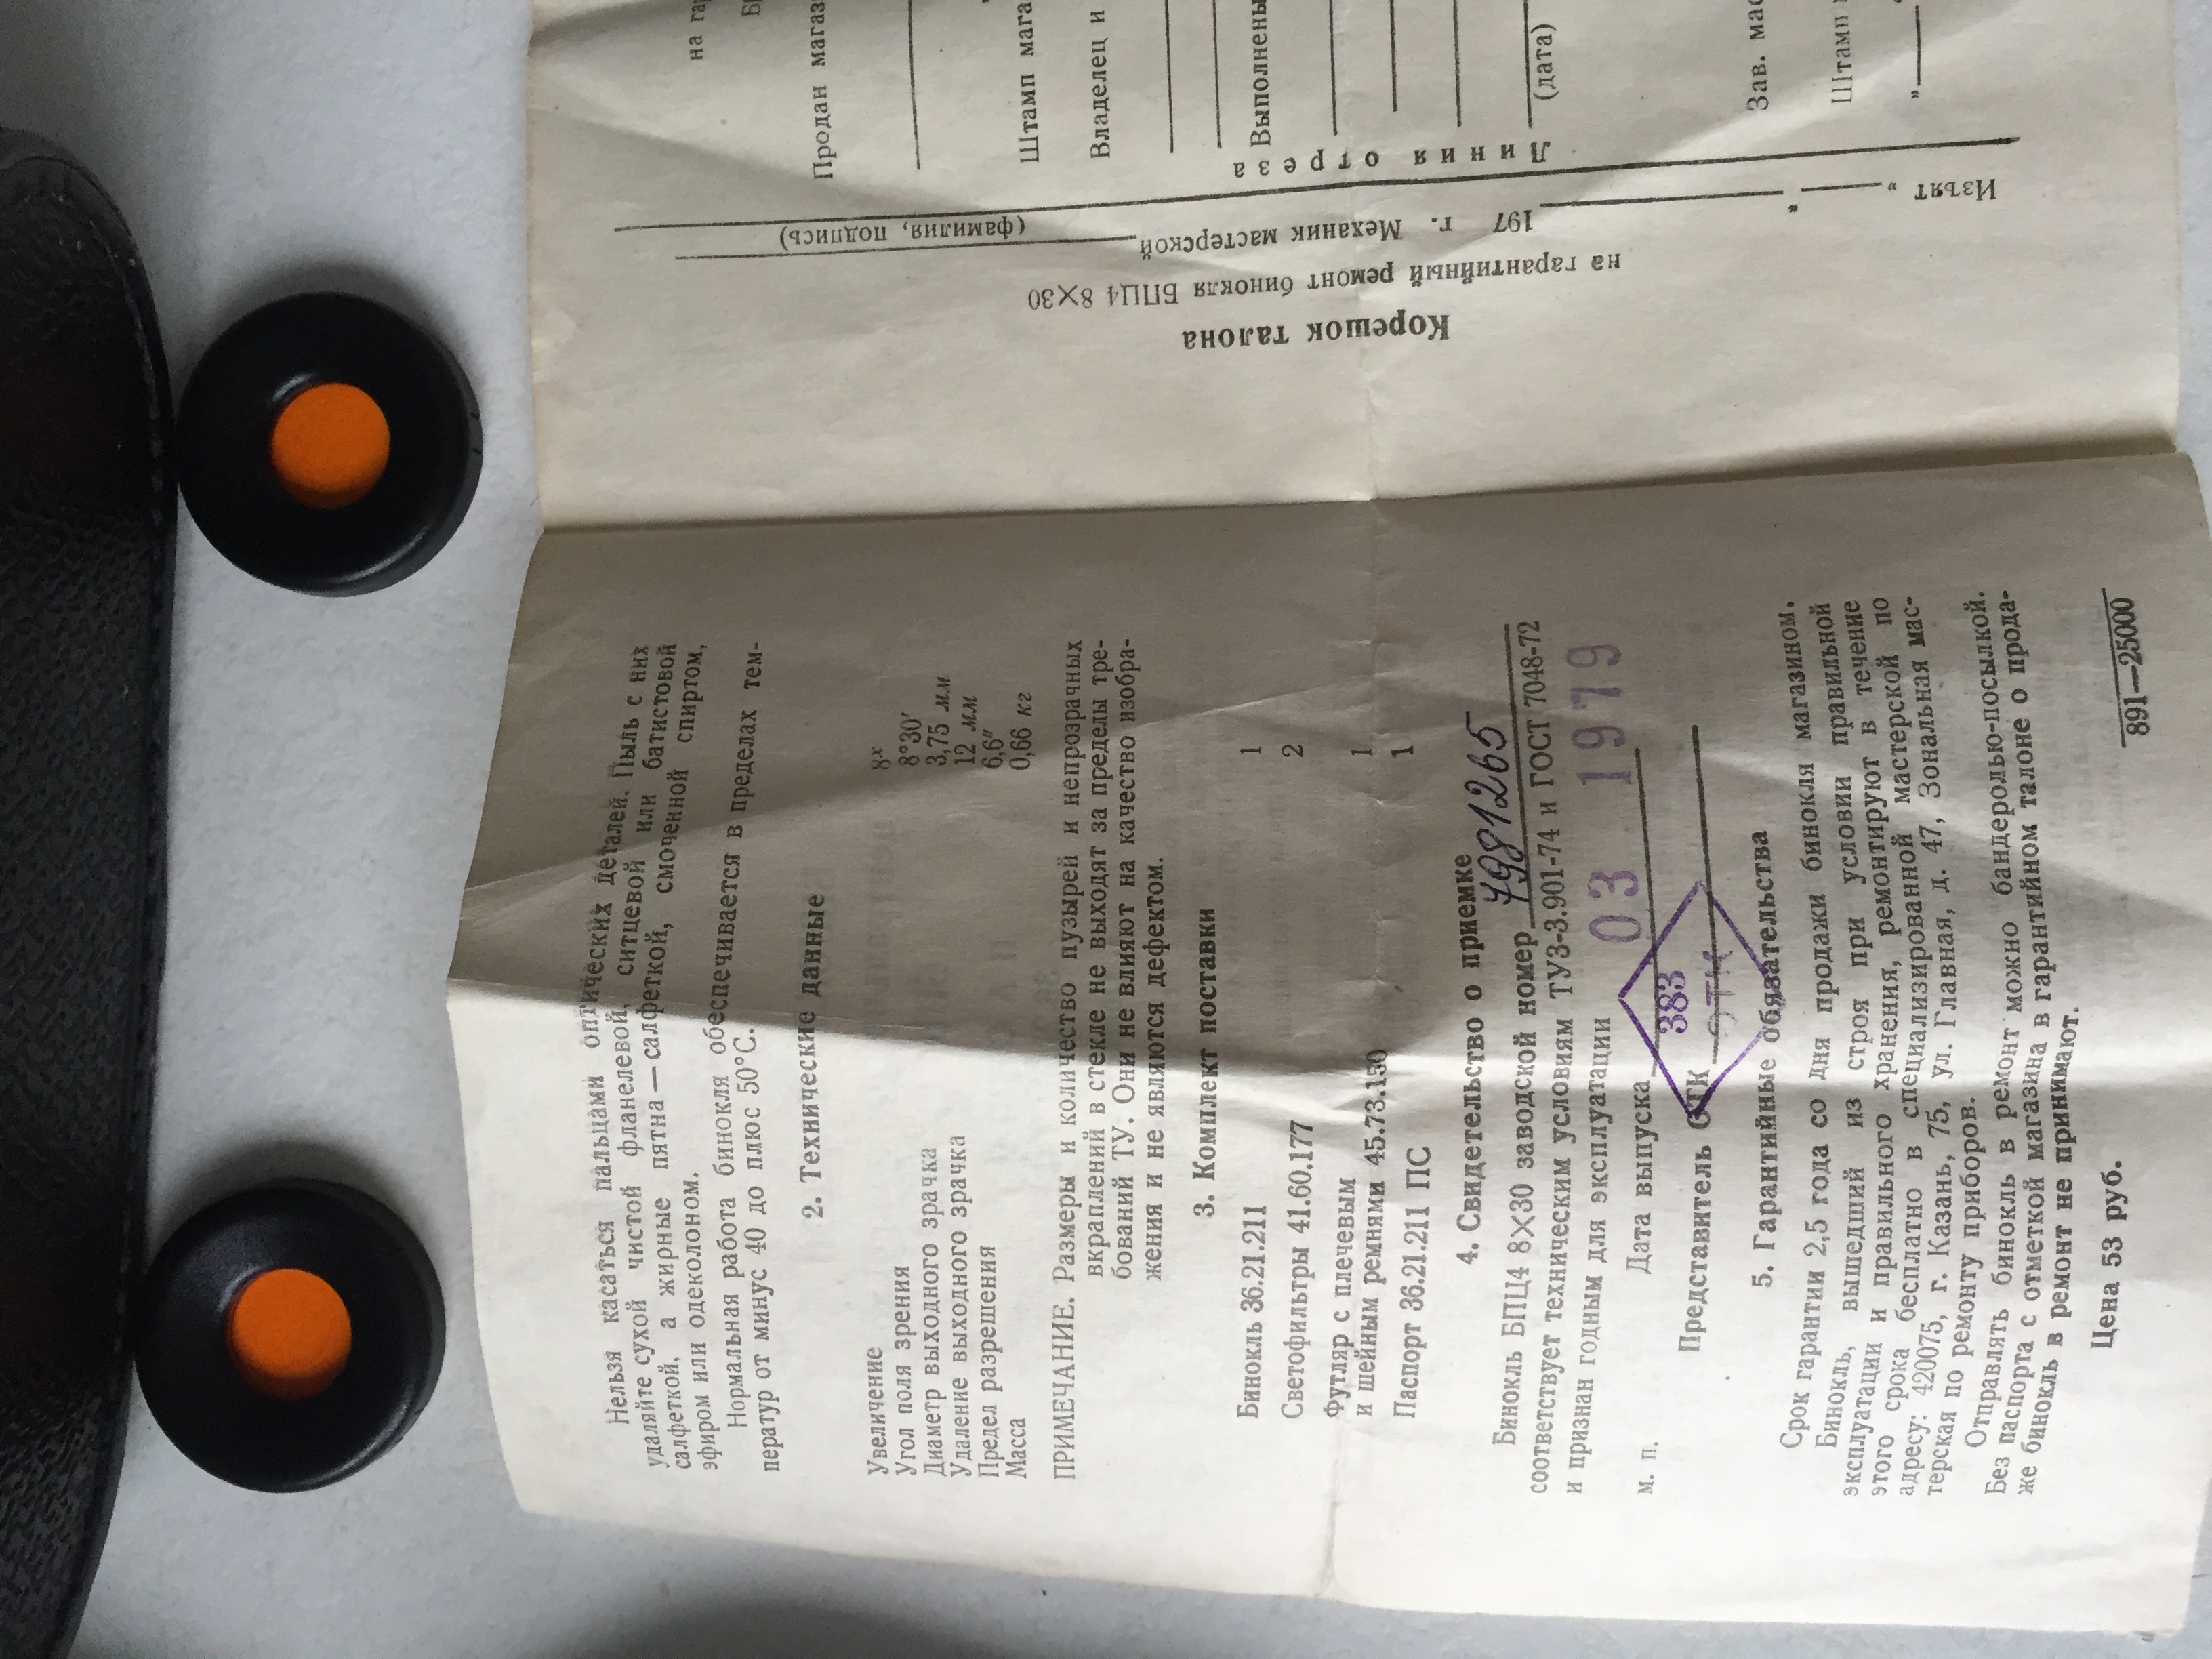 Нельзя касаться пальцами оптических деталей. Пыль с них
удаляйте сухой чистой фланелевой, ситцевой или батистовой
салфеткой, а жирные пятна — салфеткой, смоченной спиртом,
эфиром или одеколоном.
Нормальная работа бинокля обеспечивается в пределах тем-
ператур от минус 40 до плюс 50°С.
2. Технические данные
Увеличение 8ˣ
Угол поля зрения 8°30′
Диаметр выходного зрачка 3,75 мм
Удаление выходного зрачка 12 мм
Предел разрешения 6,6″
Масса 0,66 кг
ПРИМЕЧАНИЕ. Размеры и количество пузырей и непрозрачных
вкраплений в стекле не выходят за пределы тре-
бований ТУ. Они не влияют на качество изобра-
жения и не являются дефектом.
3. Комплект поставки
Бинокль 36.21.211 1
Светофильтры 41.60.177 2
Футляр с плечевым
и шейным ремнями 45.73.130 1
Паспорт 36.21.211 ПС 1
4. Свидетельство о приемке
Бинокль БПЦ4 8×30 заводской номер 7981265
соответствует техническим условиям ТУ3-3.901-74 и ГОСТ 7048-72
и признан годным для эксплуатации
Дата выпуска 03 1979
м. п.
383
ОТК
Представитель ОТК
5. Гарантийные обязательства
Срок гарантии 2,5 года со дня продажи бинокля магазином.
Бинокль, вышедший из строя при условии правильной
эксплуатации и правильного хранения, ремонтируют в течение
этого срока бесплатно в специализированной мастерской по
адресу: 420075, г. Казань, 75, ул. Главная, д. 47, Зональная мас-
терская по ремонту приборов.
Отправлять бинокль в ремонт можно бандеролью-посылкой.
Без паспорта с отметкой магазина в гарантийном талоне о прода-
же бинокль в ремонт не принимают.
Цена 53 руб.
891—25000
Корешок талона
на гарантийный ремонт бинокля БПЦ4 8×30
Изъят „ “ 197 г. Механик мастерской
(фамилия, подпись)
Линия отреза
на
Продан
Штамп
Владелец и
Выполнены
(дата)
Зав.
Штамп